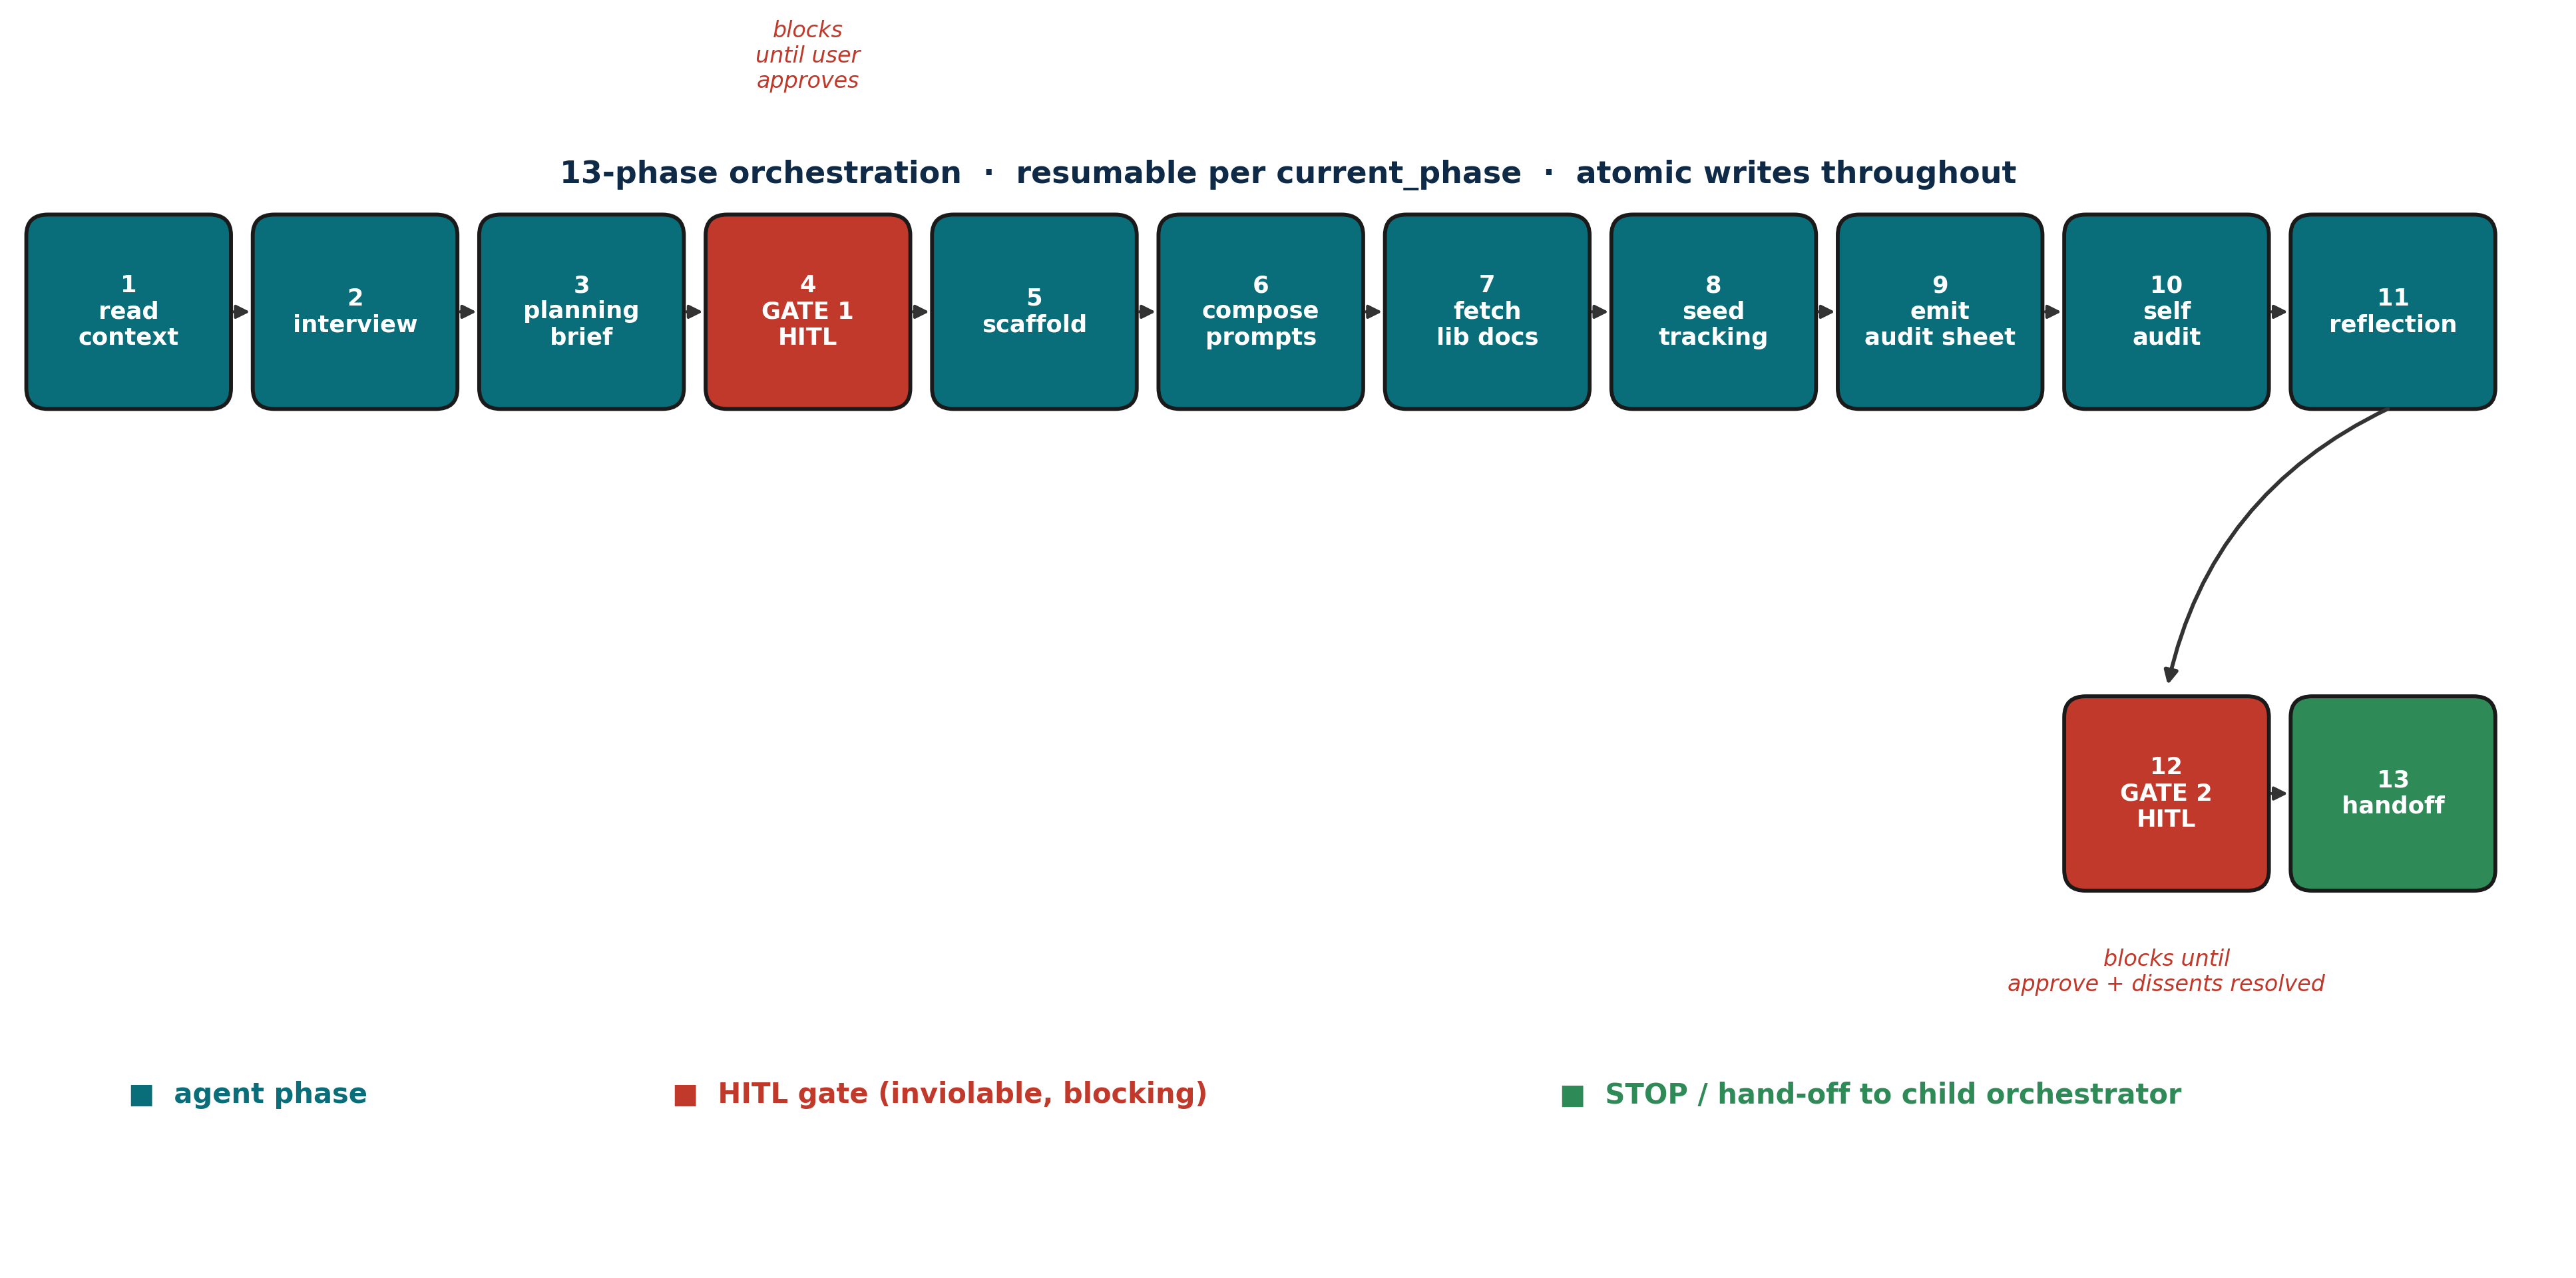 blocks
until user
approves
13-phase orchestration · resumable per current_phase · atomic writes throughout
1
read
context
2
interview
3
planning
brief
4
GATE 1
HITL
5
scaffold
6
compose
prompts
7
fetch
lib docs
8
seed
tracking
9
emit
audit sheet
10
self
audit
11
reflection
12
GATE 2
HITL
13
handoff
blocks until
approve + dissents resolved
■ agent phase
■ HITL gate (inviolable, blocking)
■ STOP / hand-off to child orchestrator